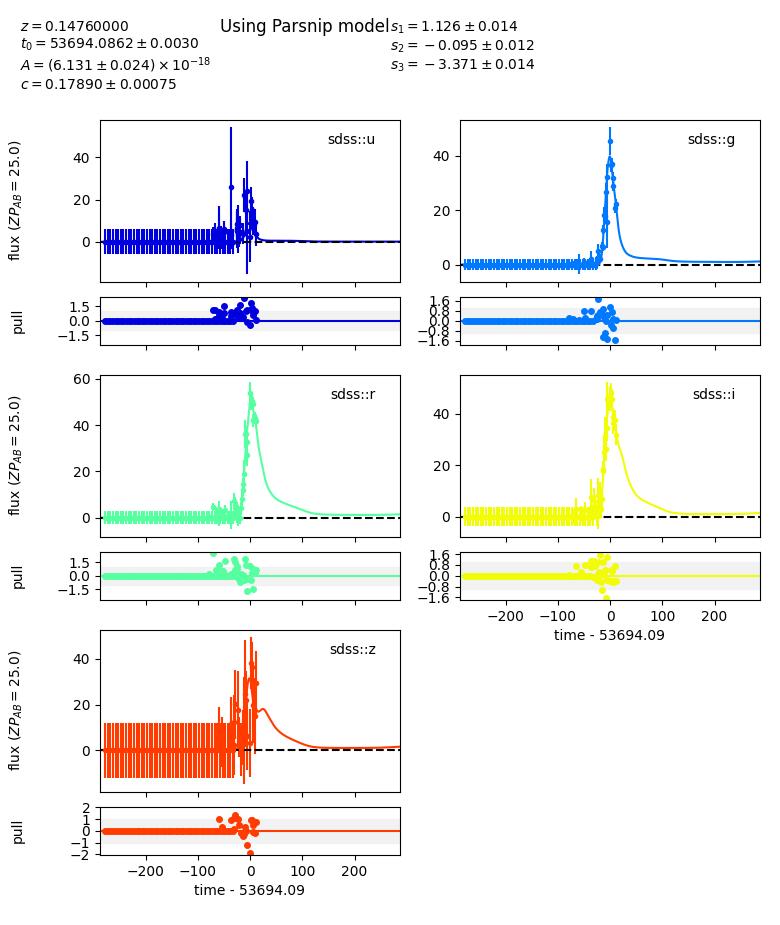 Using Parsnip model
z = 0.14760000
t0 = 53694.0862 ± 0.0030
A = (6.131 ± 0.024) × 10^−18
c = 0.17890 ± 0.00075
s1 = 1.126 ± 0.014
s2 = −0.095 ± 0.012
s3 = −3.371 ± 0.014
flux (ZP_AB = 25.0)
sdss::u
40
20
0
pull
1.5
0.0
−1.5
sdss::g
40
20
0
1.6
0.8
0.0
−0.8
−1.6
flux (ZP_AB = 25.0)
sdss::r
60
40
20
0
pull
1.5
0.0
−1.5
sdss::i
40
20
0
1.6
0.8
0.0
−0.8
−1.6
−200 −100 0 100 200
time - 53694.09
flux (ZP_AB = 25.0)
sdss::z
40
20
0
pull
2
1
0
−1
−2
−200 −100 0 100 200
time - 53694.09